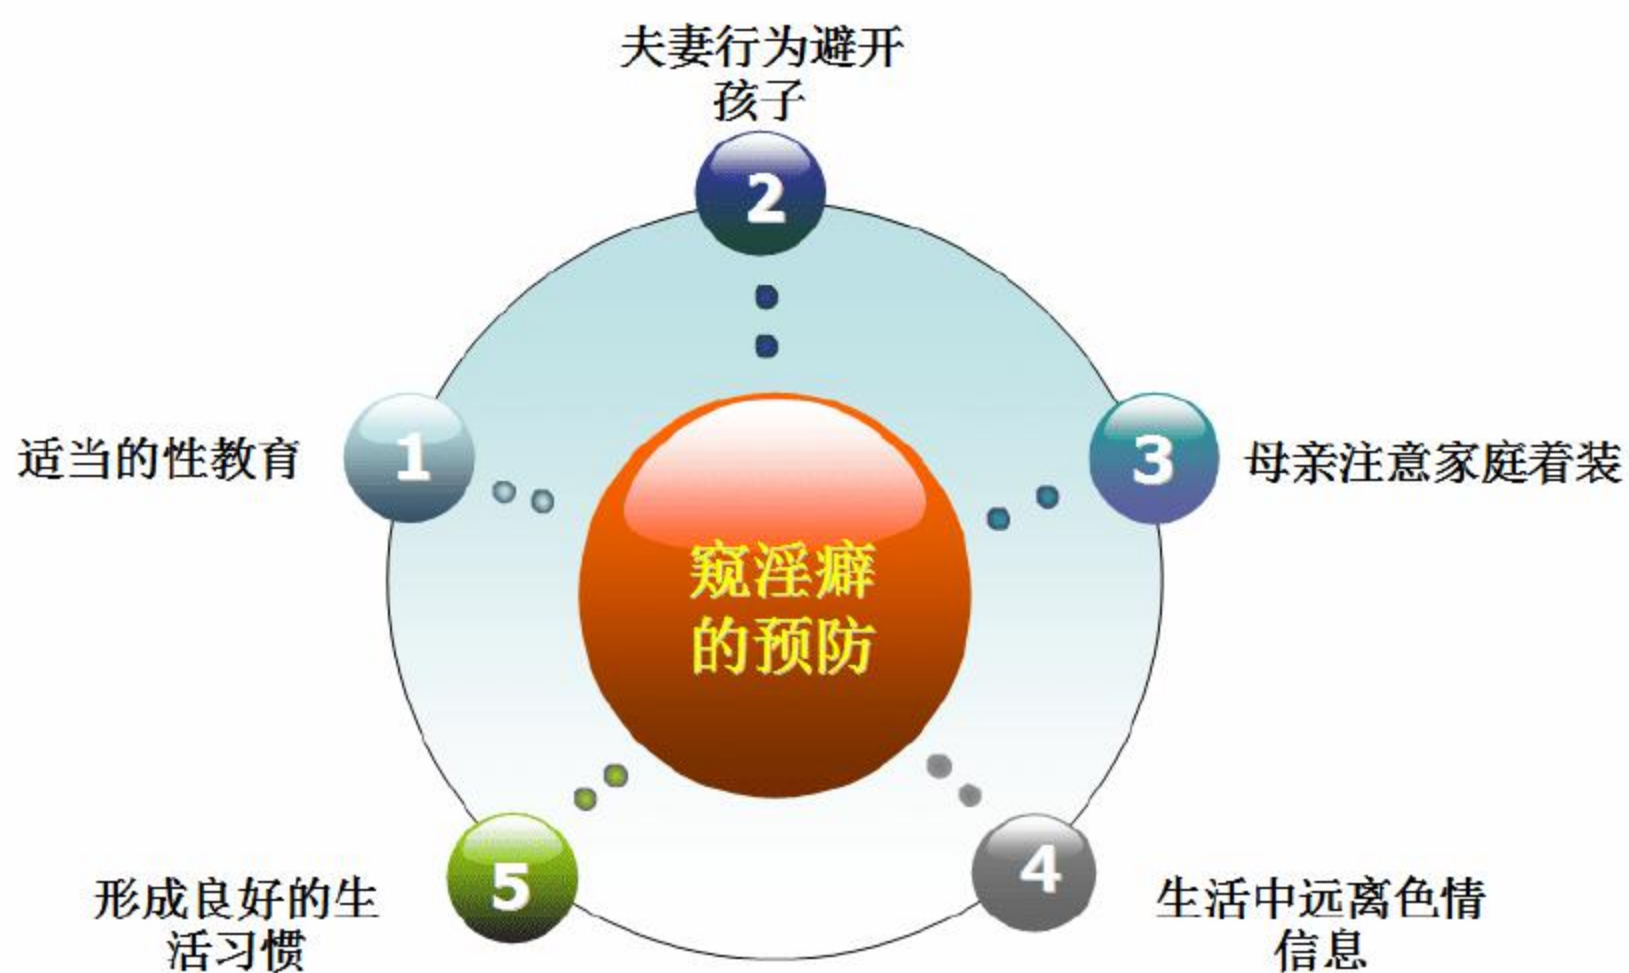 夫妻行为避开
孩子
2
1
适当的性教育
3
母亲注意家庭着装
窥淫癖
的预防
5
形成良好的生
活习惯
4
生活中远离色情
信息